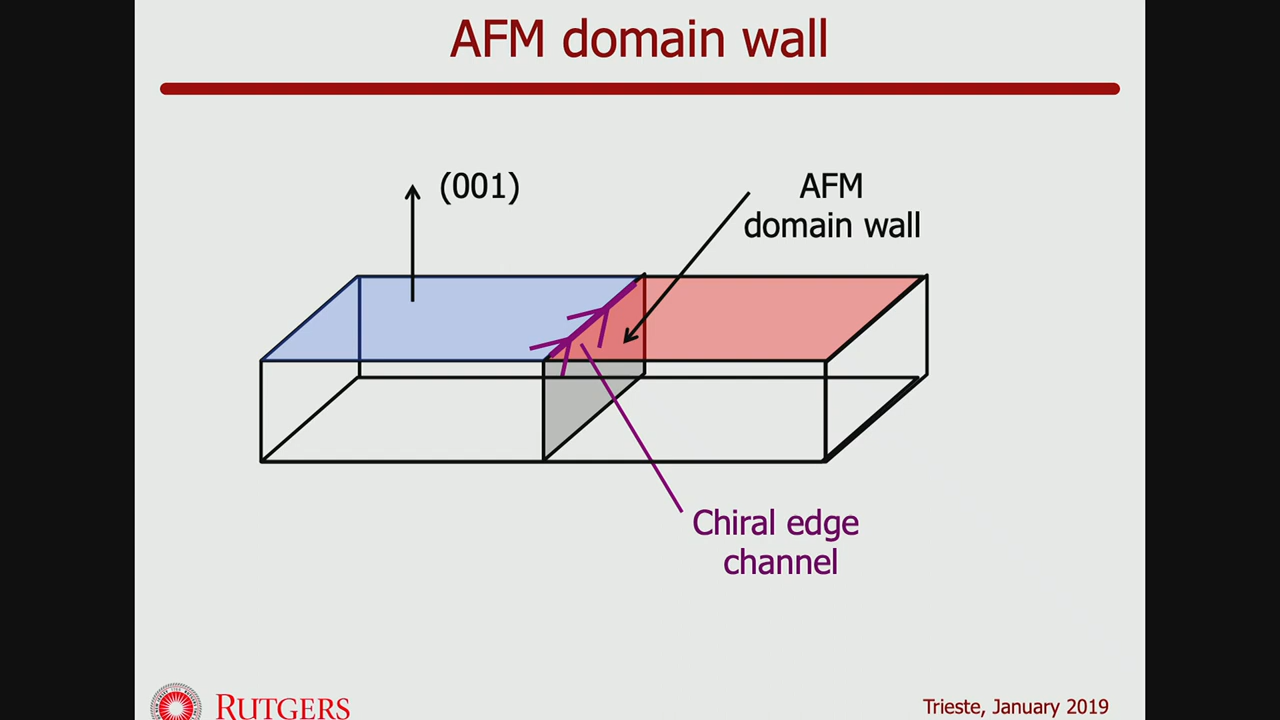 AFM domain wall
(001)
AFM
domain wall
Chiral edge
channel
RUTGERS
Trieste, January 2019